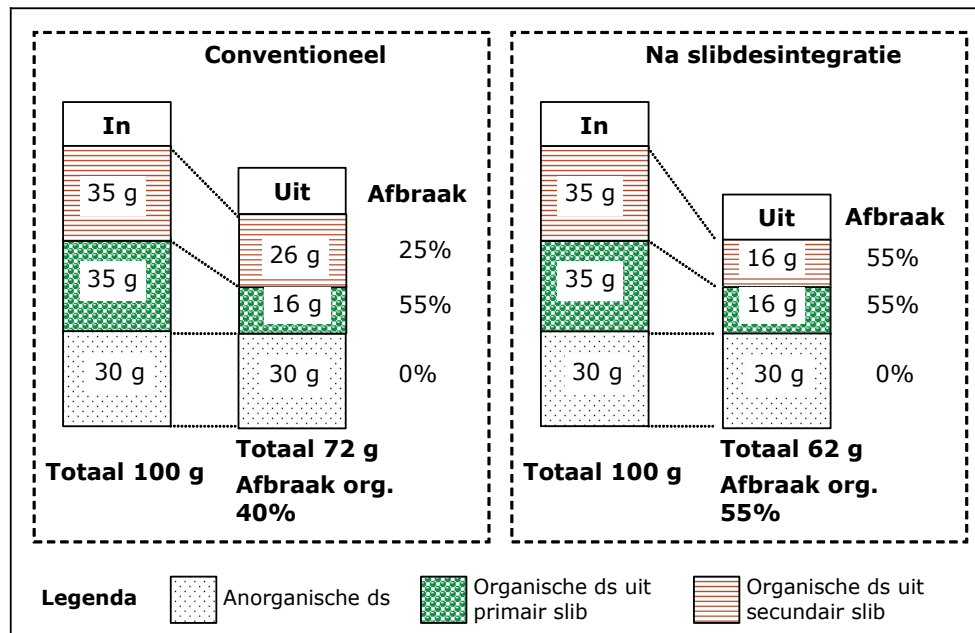 Conventioneel
In
35 g
35 g
30 g
Totaal 100 g
Uit
26 g
16 g
30 g
Totaal 72 g
Afbraak org.
40%
Afbraak
25%
55%
0%
Na slibdesintegratie
In
35 g
35 g
30 g
Totaal 100 g
Uit
16 g
16 g
30 g
Totaal 62 g
Afbraak org.
55%
Afbraak
55%
55%
0%
Legenda
Anorganische ds
Organische ds uit
primair slib
Organische ds uit
secundair slib